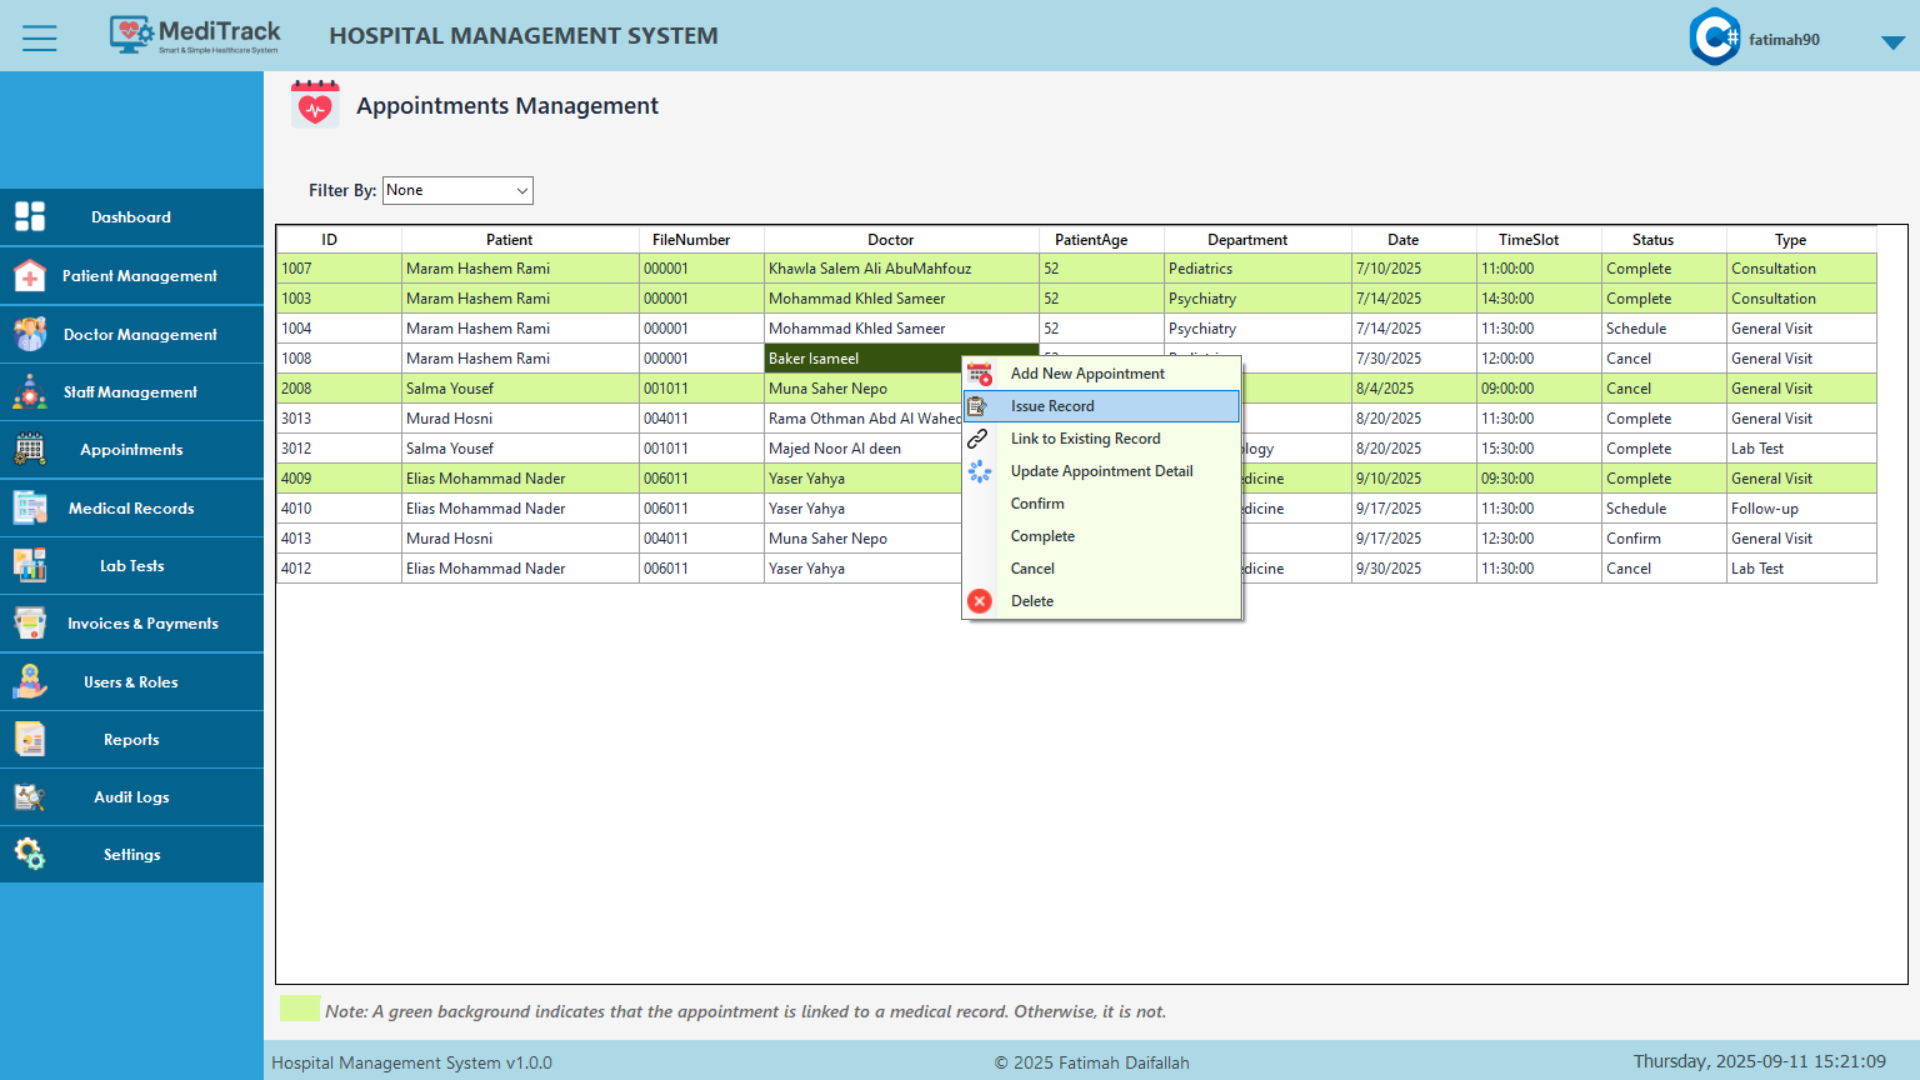 MediTrack
Smart & Simple Healthcare System
HOSPITAL MANAGEMENT SYSTEM
fatimah90
Appointments Management
Filter By: None
Dashboard
Patient Management
Doctor Management
Staff Management
Appointments
Medical Records
Lab Tests
Invoices & Payments
Users & Roles
Reports
Audit Logs
Settings
ID Patient FileNumber Doctor PatientAge Department Date TimeSlot Status Type
1007 Maram Hashem Rami 000001 Khawla Salem Ali AbuMahfouz 52 Pediatrics 7/10/2025 11:00:00 Complete Consultation
1003 Maram Hashem Rami 000001 Mohammad Khled Sameer 52 Psychiatry 7/14/2025 14:30:00 Complete Consultation
1004 Maram Hashem Rami 000001 Mohammad Khled Sameer 52 Psychiatry 7/14/2025 11:30:00 Schedule General Visit
1008 Maram Hashem Rami 000001 Baker Isameel 7/30/2025 12:00:00 Cancel General Visit
2008 Salma Yousef 001011 Muna Saher Nepo 8/4/2025 09:00:00 Cancel General Visit
3013 Murad Hosni 004011 Rama Othman Abd Al Wahed 8/20/2025 11:30:00 Complete General Visit
3012 Salma Yousef 001011 Majed Noor Al deen logy 8/20/2025 15:30:00 Complete Lab Test
4009 Elias Mohammad Nader 006011 Yaser Yahya dicine 9/10/2025 09:30:00 Complete General Visit
4010 Elias Mohammad Nader 006011 Yaser Yahya dicine 9/17/2025 11:30:00 Schedule Follow-up
4013 Murad Hosni 004011 Muna Saher Nepo 9/17/2025 12:30:00 Confirm General Visit
4012 Elias Mohammad Nader 006011 Yaser Yahya dicine 9/30/2025 11:30:00 Cancel Lab Test
Add New Appointment
Issue Record
Link to Existing Record
Update Appointment Detail
Confirm
Complete
Cancel
Delete
Note: A green background indicates that the appointment is linked to a medical record. Otherwise, it is not.
Hospital Management System v1.0.0
© 2025 Fatimah Daifallah
Thursday, 2025-09-11 15:21:09